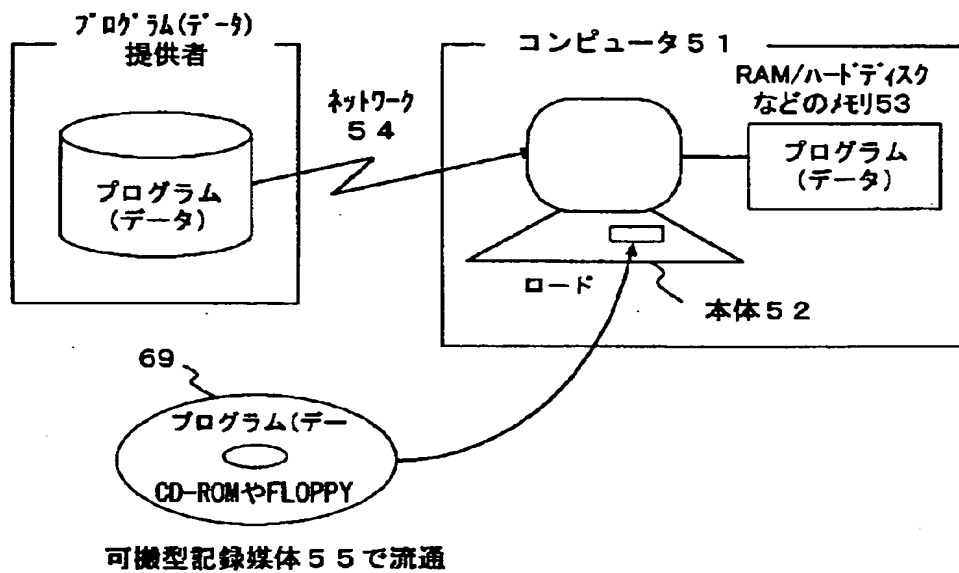 プログラム(データ)
提供者
プログラム
(データ)
ネットワーク
５４
コンピュータ５１
RAM/ハードディスク
などのメモリ53
プログラム
(データ)
ロード
本体５２
69
プログラム(デー
CD-ROMやFLOPPY
可搬型記録媒体５５で流通